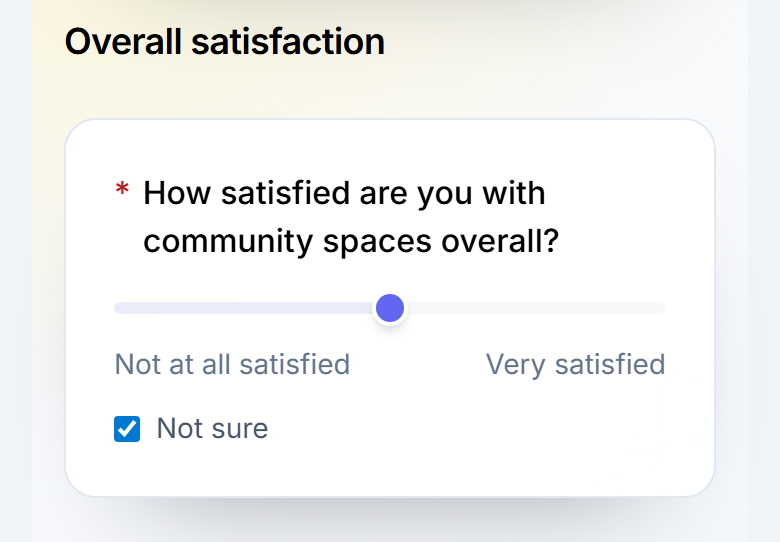 Overall satisfaction
* How satisfied are you with
community spaces overall?
Not at all satisfied
Very satisfied
Not sure